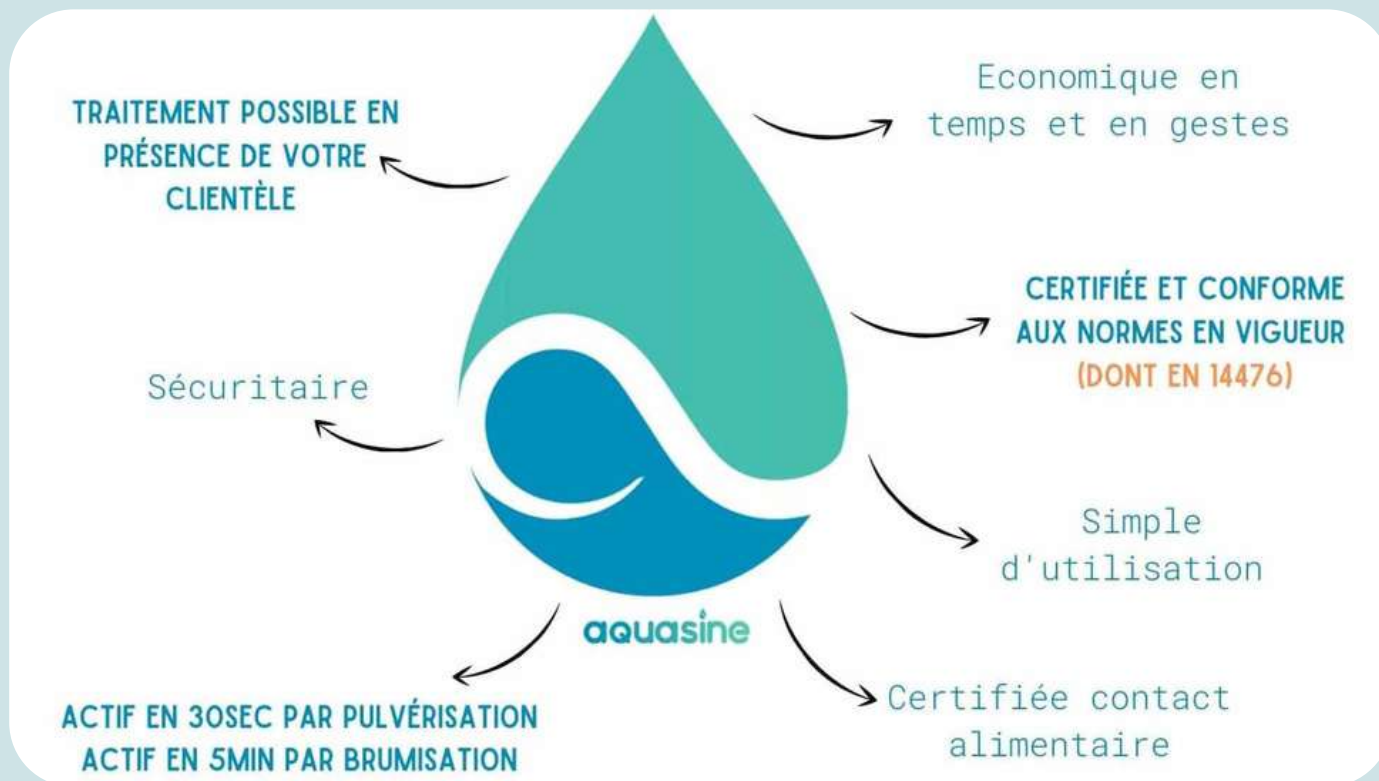 TRAITEMENT POSSIBLE EN
PRÉSENCE DE VOTRE
CLIENTÈLE
Economique en
temps et en gestes
CERTIFIÉE ET CONFORME
AUX NORMES EN VIGUEUR
(DONT EN 14476)
Sécuritaire
Simple
d'utilisation
aquasine
ACTIF EN 30SEC PAR PULVÉRISATION
ACTIF EN 5MIN PAR BRUMISATION
Certifiée contact
alimentaire